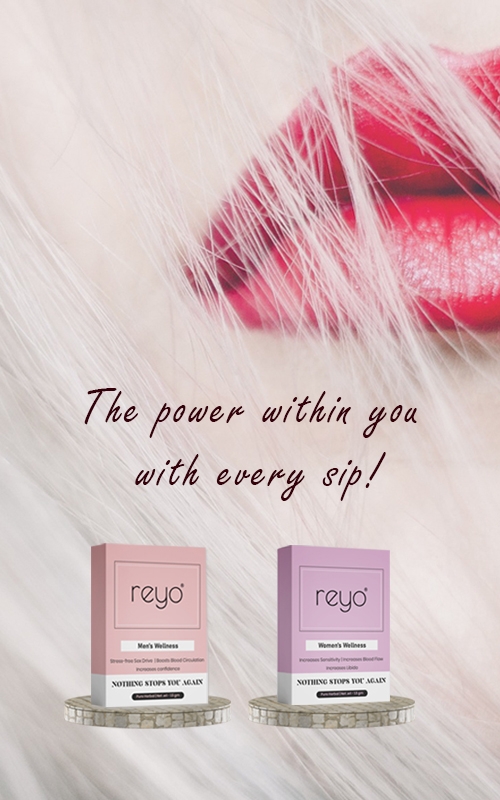 The power within you
with every sip!
reyo®
Men's Wellness
Stress-free Sex Drive | Boosts Blood Circulation
Increases confidence
NOTHING STOPS YOU AGAIN
reyo®
Women's Wellness
Increases Sensitivity | Increases Blood Flow
Increases Libido
NOTHING STOPS YOU AGAIN